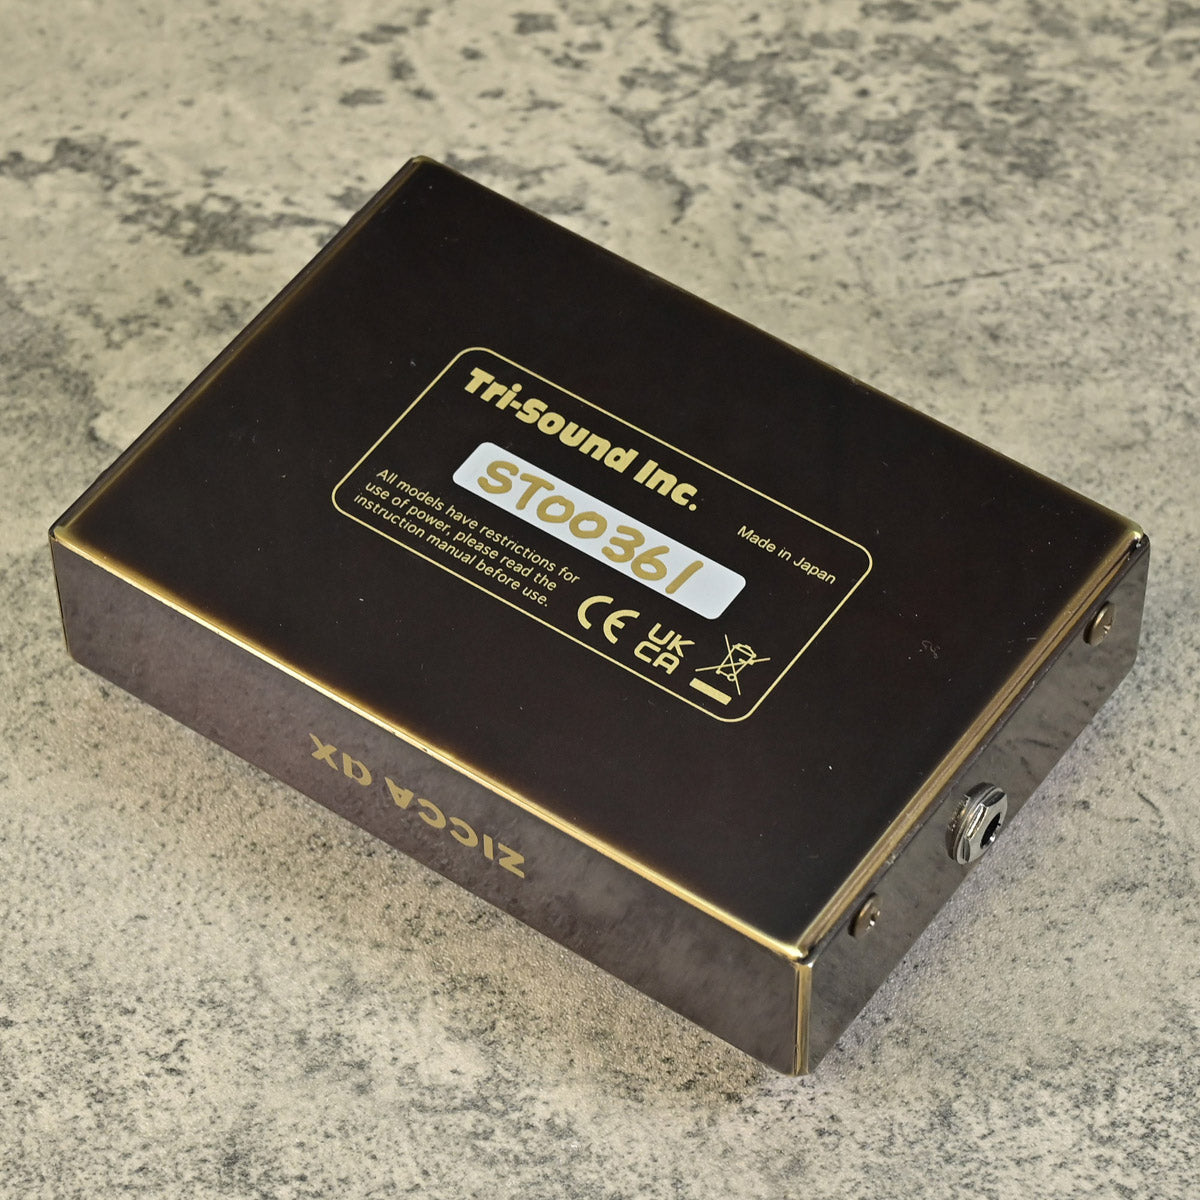 Tri-Sound Inc.
ST00361
Made in Japan
All models have restrictions for
use of power, please read the
instruction manual before use.
CE
UK
CA
ZICCA AX